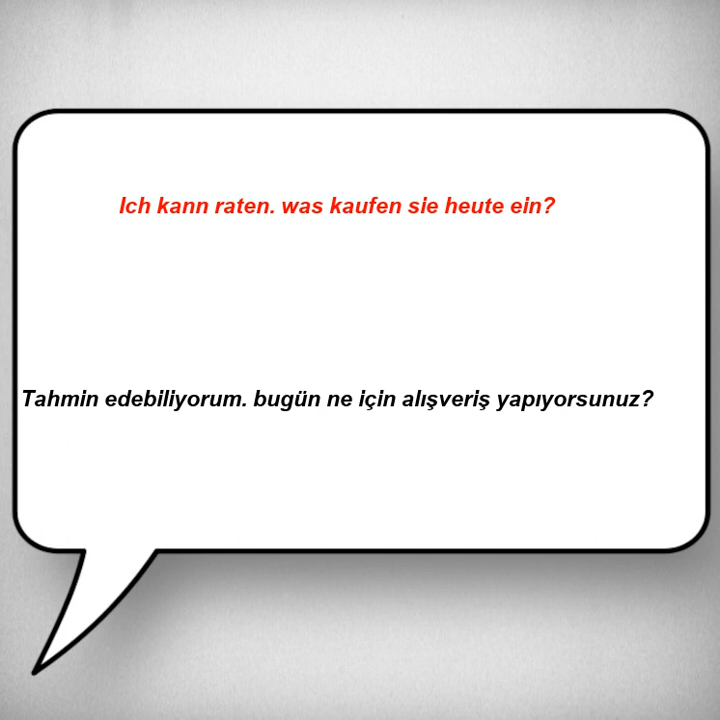 Ich kann raten. was kaufen sie heute ein?
Tahmin edebiliyorum. bugün ne için alışveriş yapıyorsunuz?